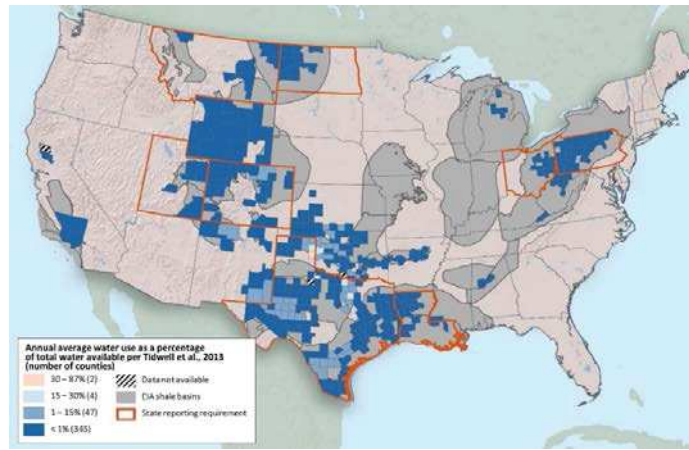 Annual average water use as a percentage
of total water available per Tidwell et al., 2013
(number of counties)
30 – 87% (2)
15 – 30% (4)
1 – 15% (47)
< 1% (345)
Data not available
EIA shale basins
State reporting requirement